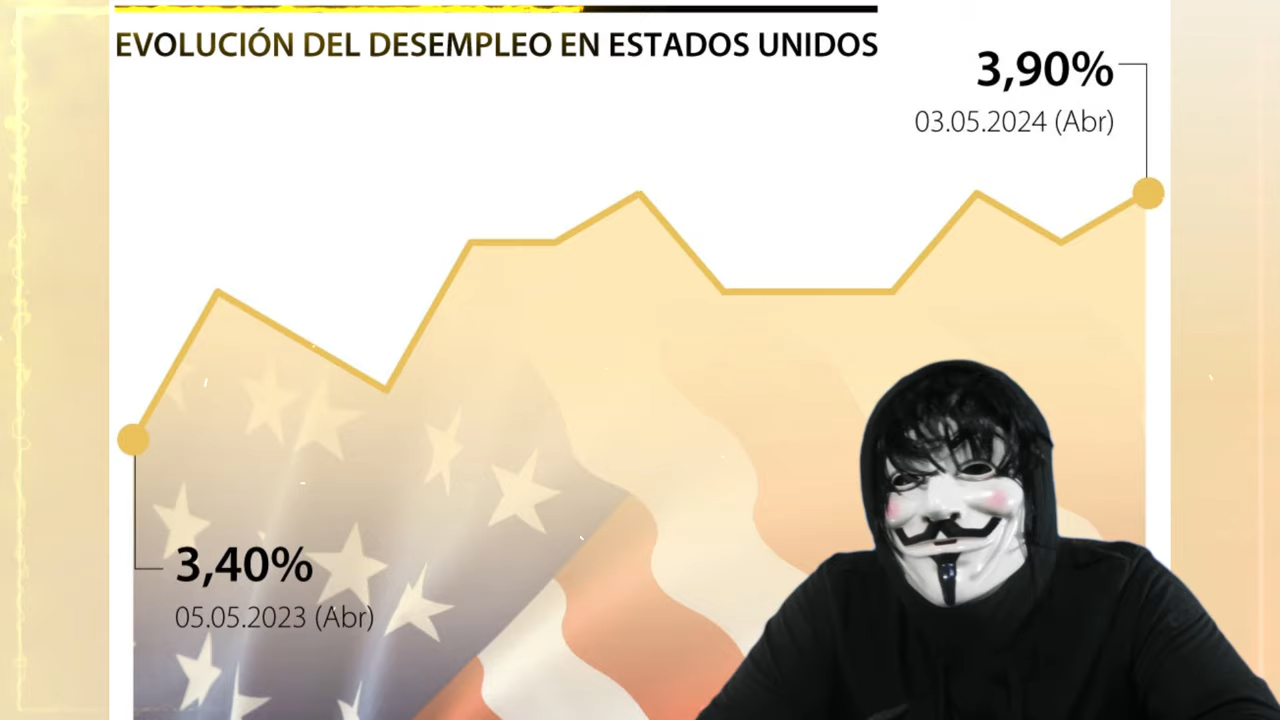 EVOLUCIÓN DEL DESEMPLEO EN ESTADOS UNIDOS
3,90%
03.05.2024 (Abr)
3,40%
05.05.2023 (Abr)